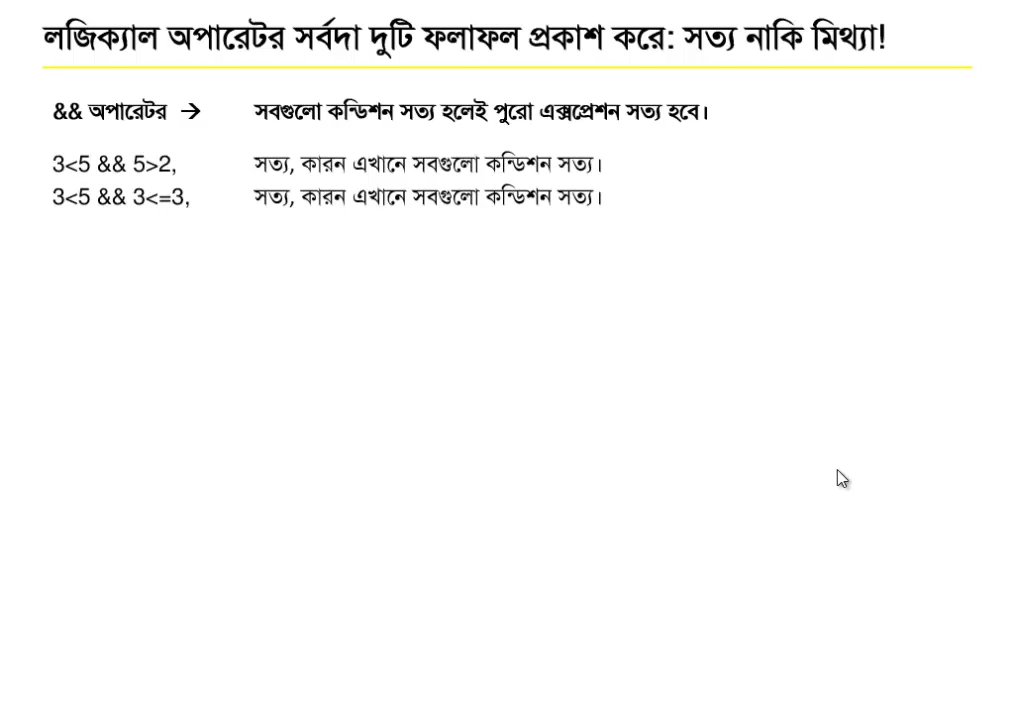 লজিক্যাল অপারেটর সর্বদা দুটি ফলাফল প্রকাশ করে: সত্য নাকি মিথ্যা!
&& অপারেটর → সবগুলো কন্ডিশন সত্য হলেই পুরো এক্সপ্রেশন সত্য হবে।
3<5 && 5>2, সত্য, কারন এখানে সবগুলো কন্ডিশন সত্য।
3<5 && 3<=3, সত্য, কারন এখানে সবগুলো কন্ডিশন সত্য।